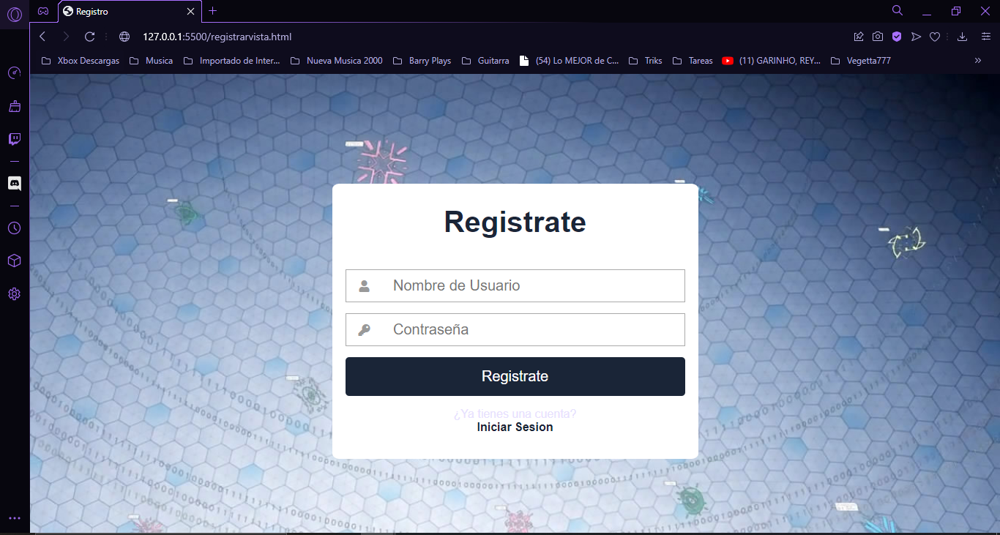 Registro
127.0.0.1:5500/registrarvista.html
Xbox Descargas
Musica
Importado de Inter...
Nueva Musica 2000
Barry Plays
Guitarra
(54) Lo MEJOR de C...
Triks
Tareas
(11) GARINHO, REY...
Vegetta777
Registrate
Nombre de Usuario
Contraseña
Registrate
¿Ya tienes una cuenta?
Iniciar Sesion